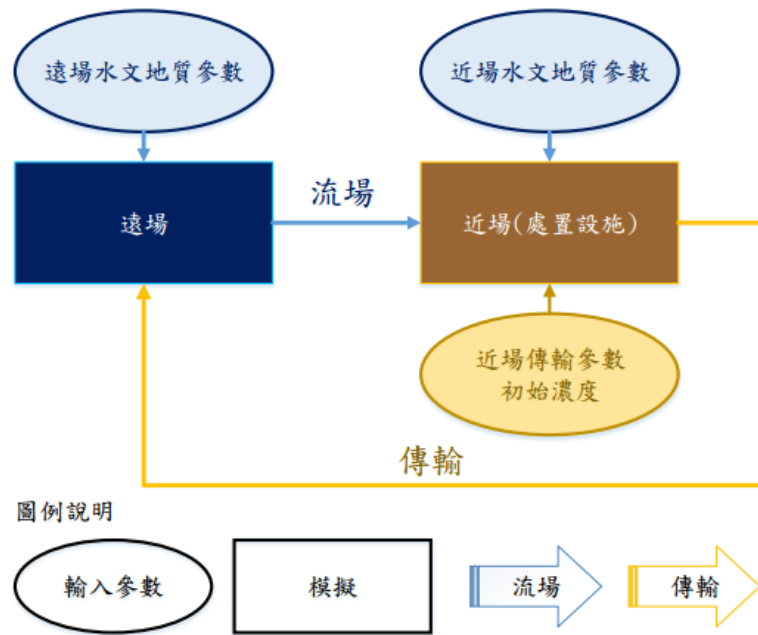 遠場水文地質參數
近場水文地質參數
遠場
流場
近場(處置設施)
近場傳輸參數
初始濃度
傳輸
圖例說明
輸入參數
模擬
流場
傳輸